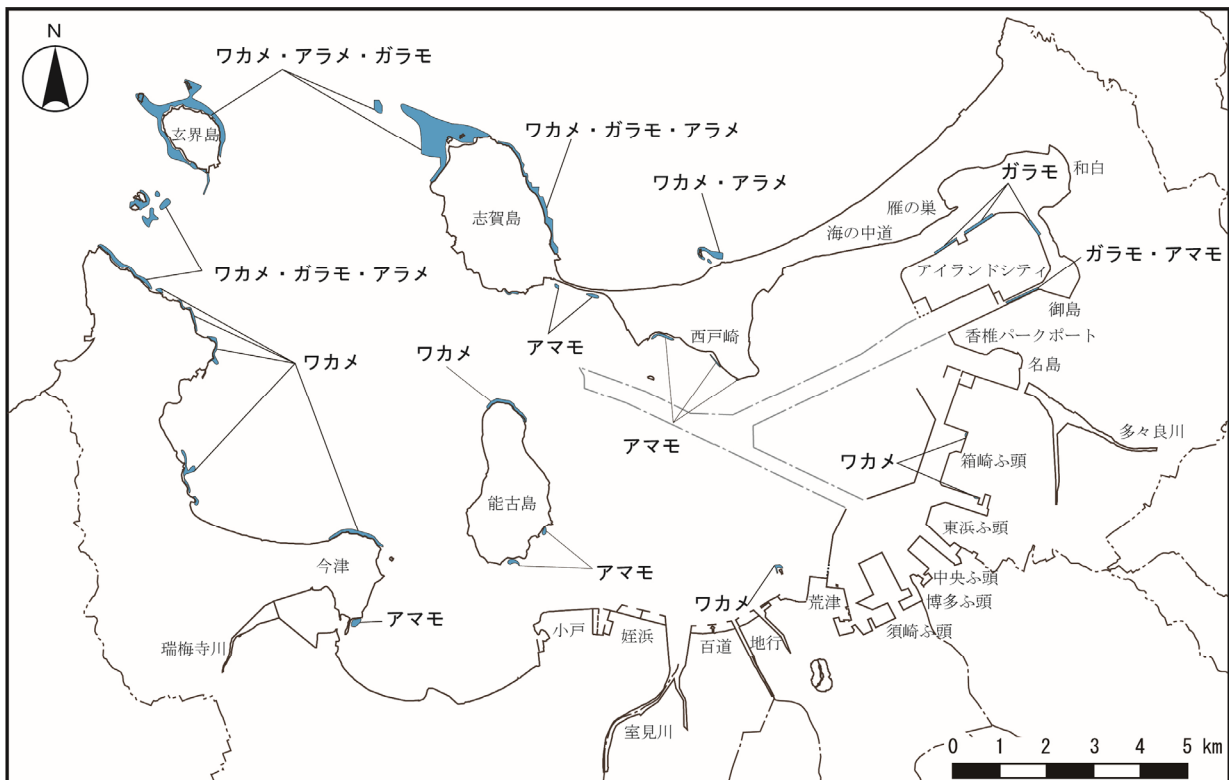 N
ワカメ・アラメ・ガラモ
玄界島
ワカメ・ガラモ・アラメ
志賀島
ワカメ・アラメ
ガラモ
和白
雁の巣
海の中道
ガラモ・アマモ
アイランドシティ
ワカメ・ガラモ・アラメ
御島
香椎パークポート
西戸崎
アマモ
名島
ワカメ
ワカメ
アマモ
多々良川
ワカメ
箱崎ふ頭
能古島
東浜ふ頭
今津
アマモ
中央ふ頭
ワカメ
荒津
博多ふ頭
アマモ
小戸
姪浜
百道
地行
須崎ふ頭
瑞梅寺川
室見川
0 1 2 3 4 5 km